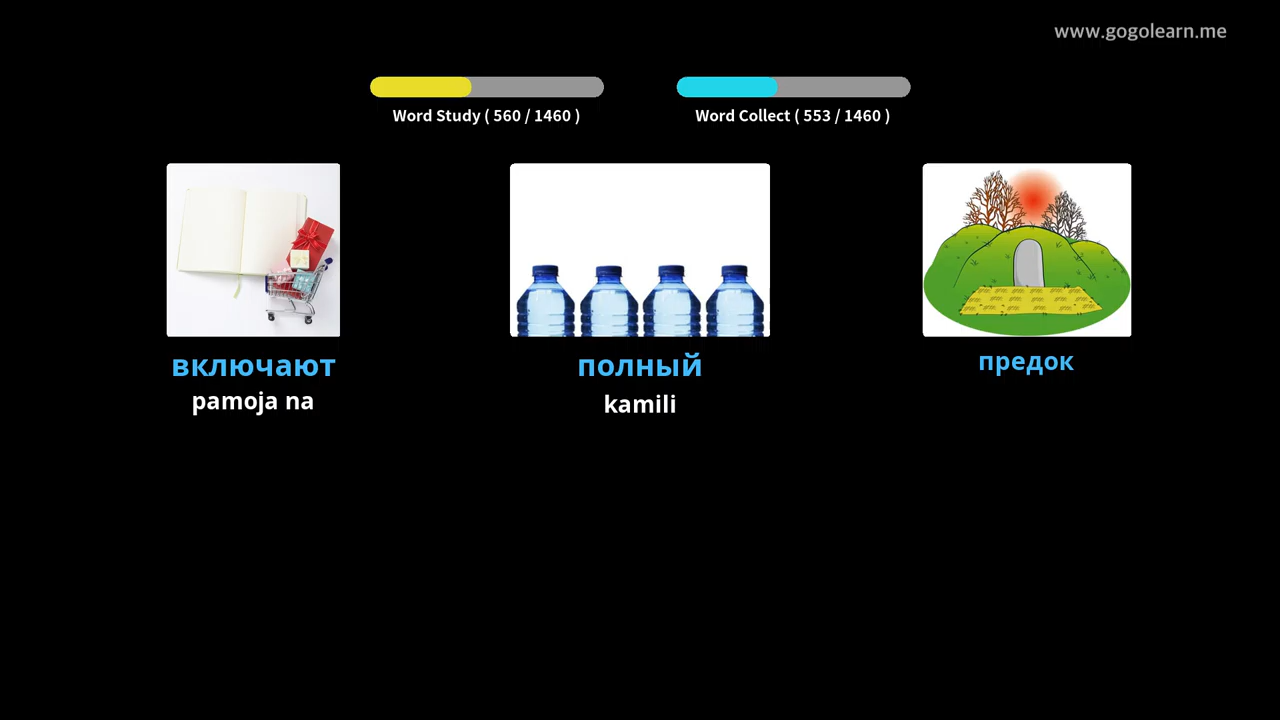 www.gogolearn.me
Word Study ( 560 / 1460 )
Word Collect ( 553 / 1460 )
включают
pamoja na
полный
kamili
предок